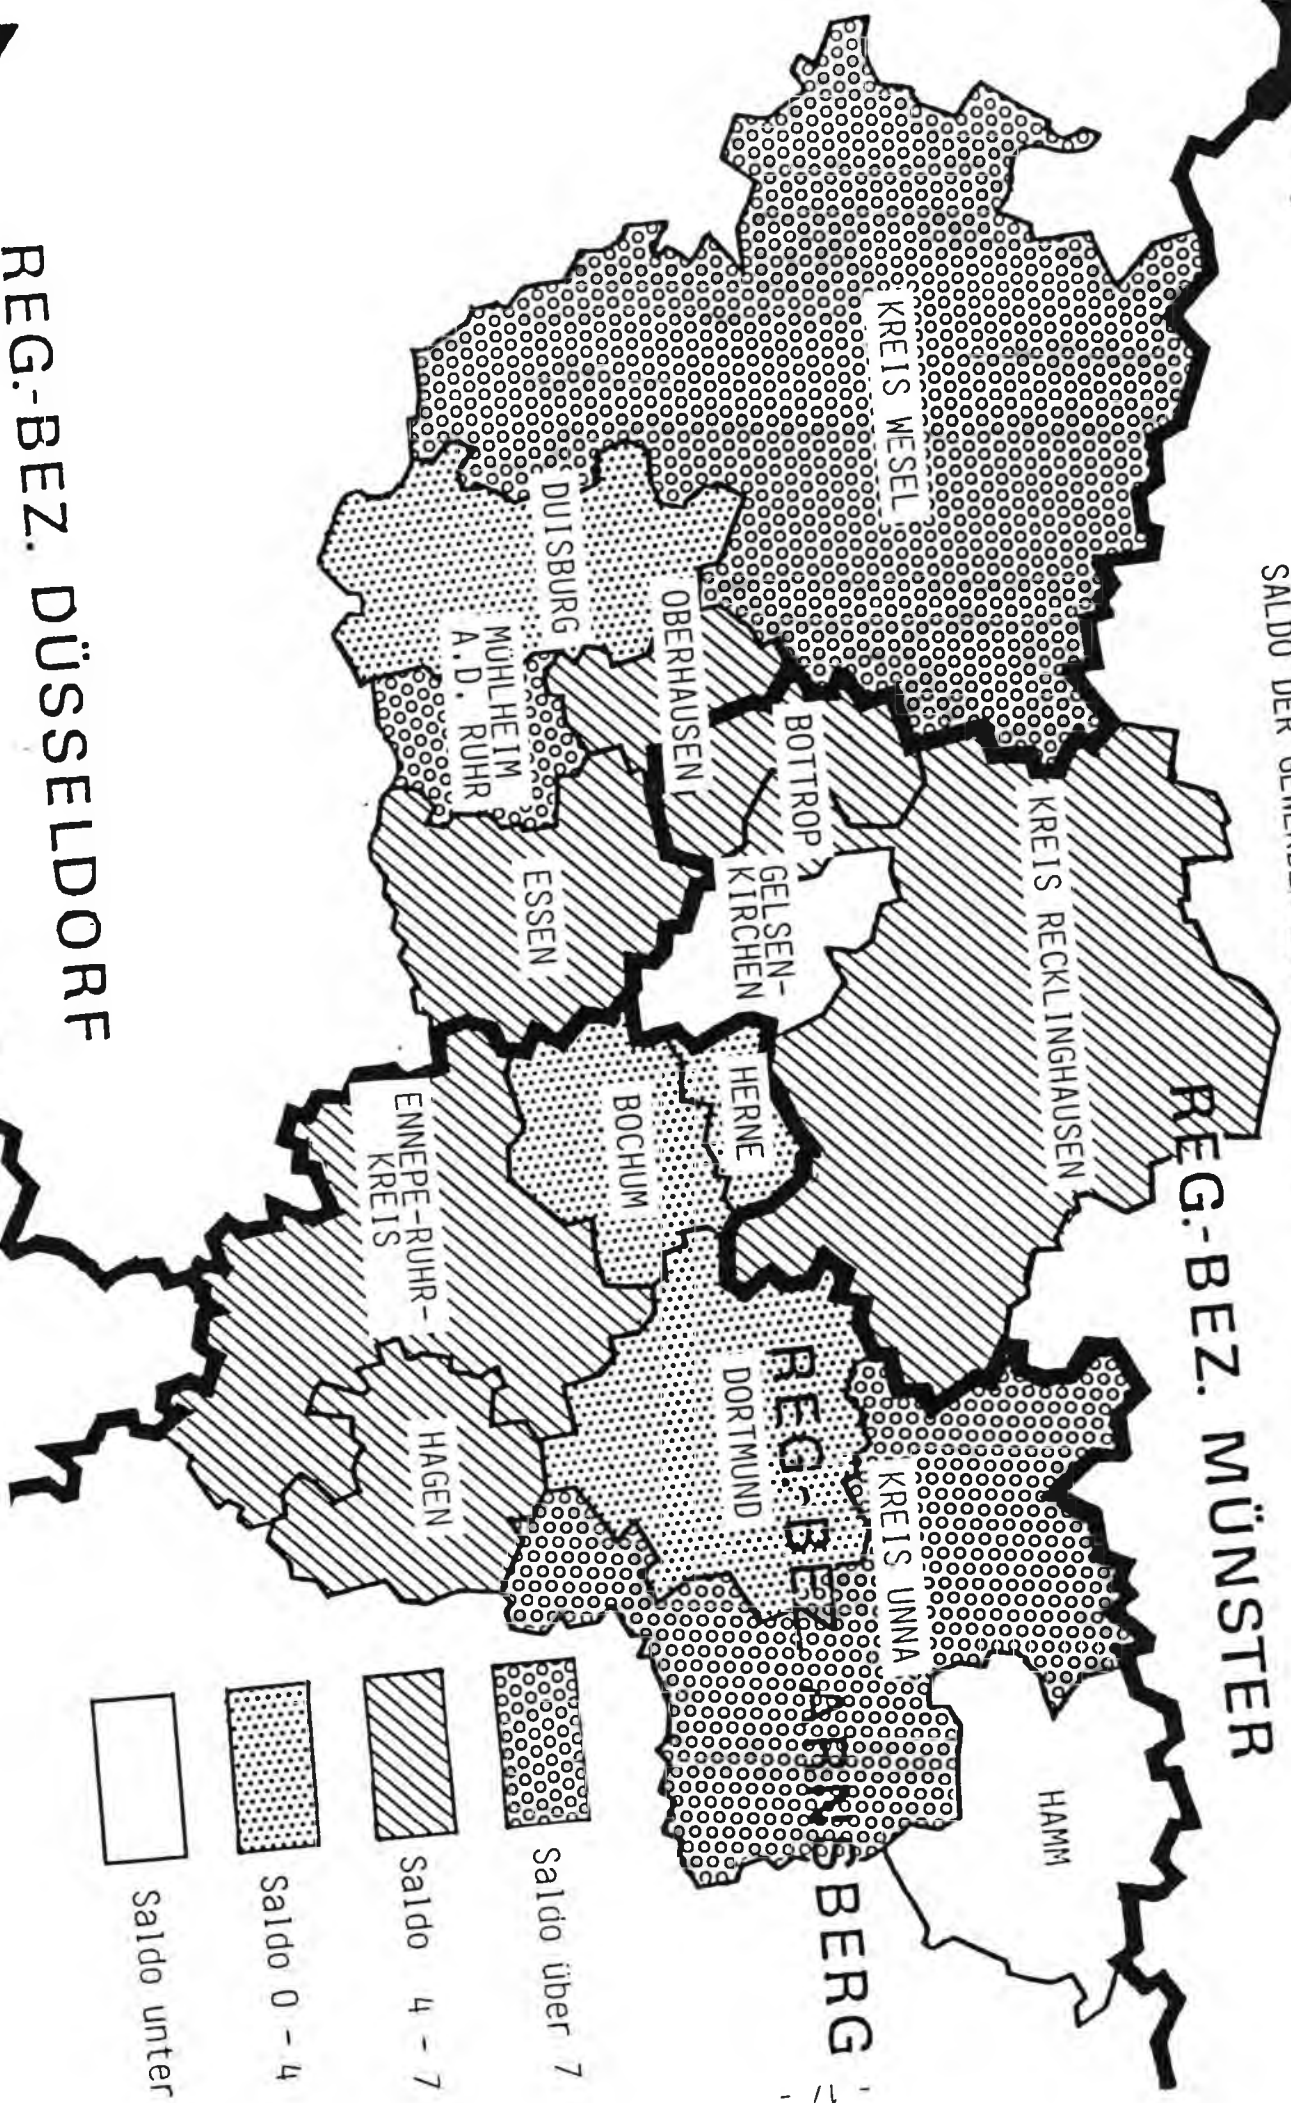 SALDO DER
REG.-BEZ. MÜNSTER
KREIS WESEL
KREIS RECKLINGHAUSEN
HAMM
KREIS UNNA
BOTTROP
GELSEN-
KIRCHEN
OBERHAUSEN
HERNE
DORTMUND
REG.-BEZ. ARNSBERG
DUISBURG
MÜHLHEIM
A.D. RUHR
ESSEN
BOCHUM
ENNEPE-RUHR-
KREIS
HAGEN
REG.-BEZ. DÜSSELDORF
Saldo über 7
Saldo 4 - 7
Saldo 0 - 4
Saldo unter